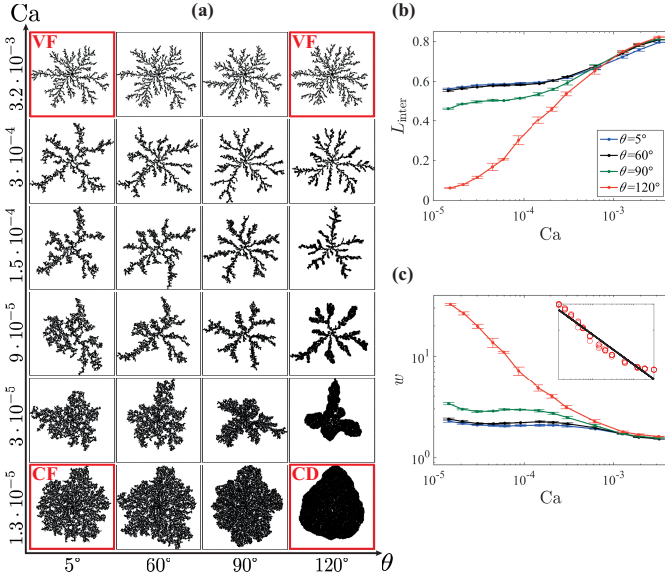 (a)
Ca
VF
VF
3.2 · 10⁻³
3 · 10⁻⁴
1.5 · 10⁻⁴
9 · 10⁻⁵
3 · 10⁻⁵
1.3 · 10⁻⁵
CF
CD
5° 60° 90° 120° θ
(b)
0.8
0.6
0.4
0.2
0
L_inter
θ=5°
θ=60°
θ=90°
θ=120°
10⁻⁵ 10⁻⁴ 10⁻³
Ca
(c)
w
10¹
10⁰
10⁻⁵ 10⁻⁴ 10⁻³
Ca